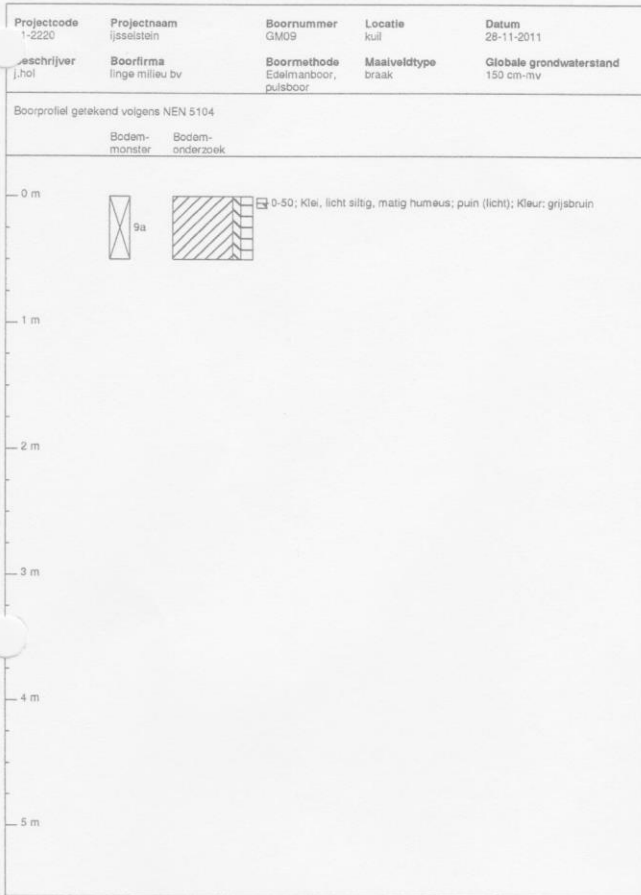 Projectcode Projectnaam Boornummer Locatie Datum
1-2220 ijsselstein GM09 kuil 28-11-2011
eschrijver Boorfirma Boormethode Maaiveldtype Globale grondwaterstand
j.hol linge milieu bv Edelmanboor, braak 150 cm-mv
pulsboor
Boorprofiel getekend volgens NEN 5104
Bodem- Bodem-
monster onderzoek
0 m
9a
0-50; Klei, licht siltig, matig humeus; puin (licht); Kleur: grijsbruin
1 m
2 m
3 m
4 m
5 m